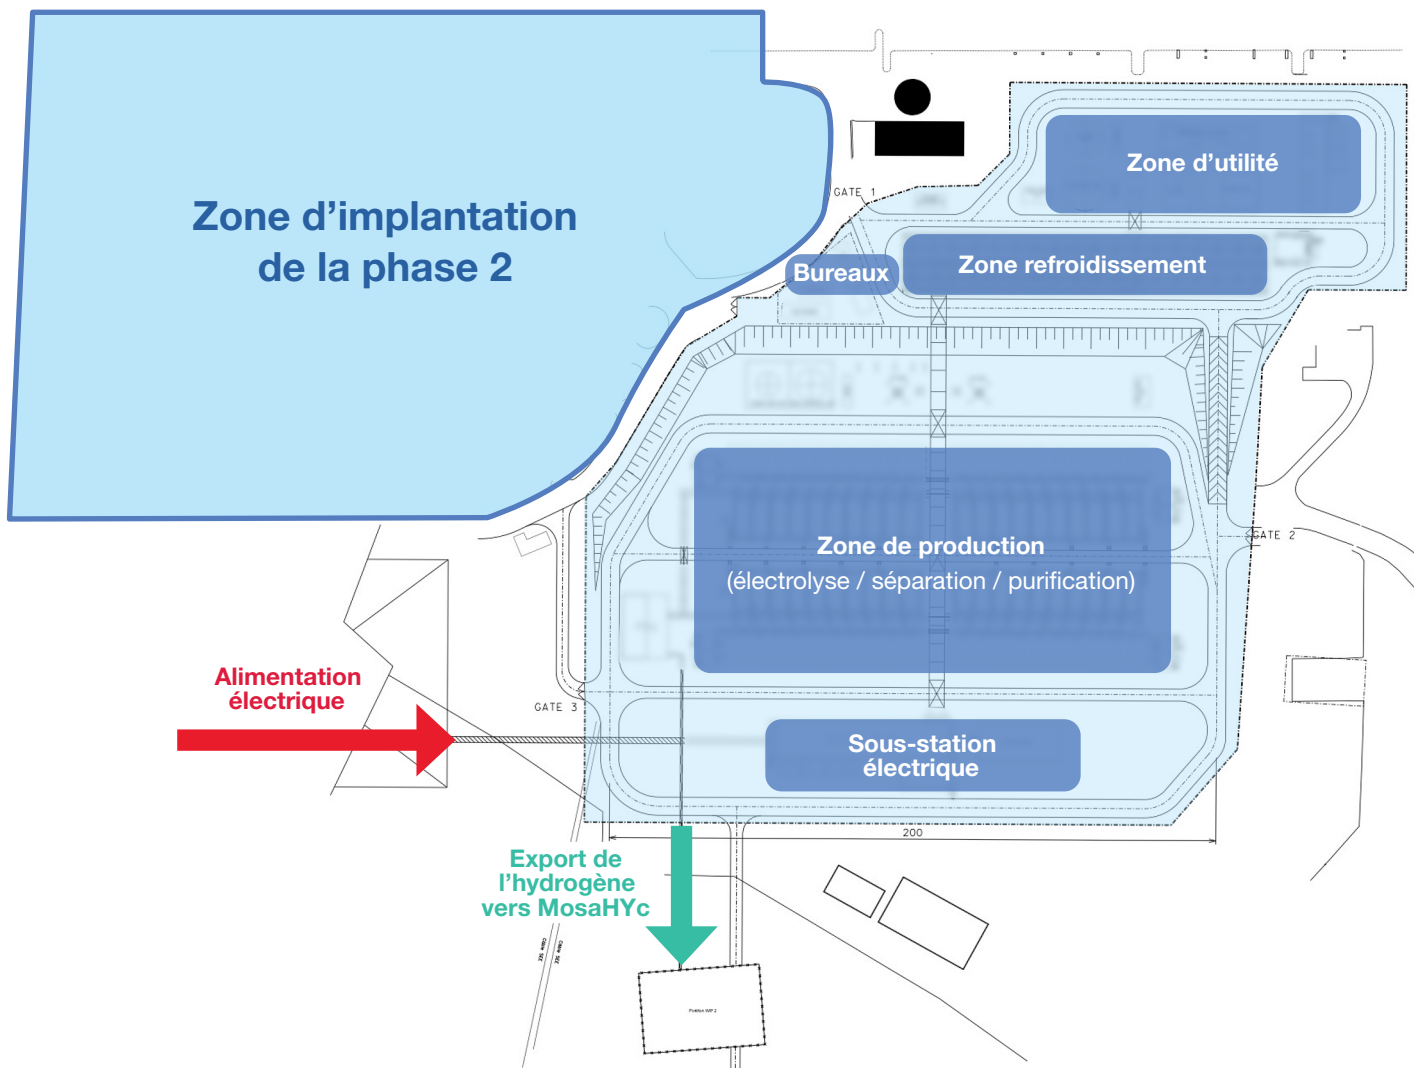 Zone d'implantation
de la phase 2
GATE 1
Zone d'utilité
Bureaux
Zone refroidissement
Zone de production
(électrolyse / séparation / purification)
GATE 2
Alimentation
électrique
GATE 3
Sous-station
électrique
200
Export de
l'hydrogène
vers MosaHYc